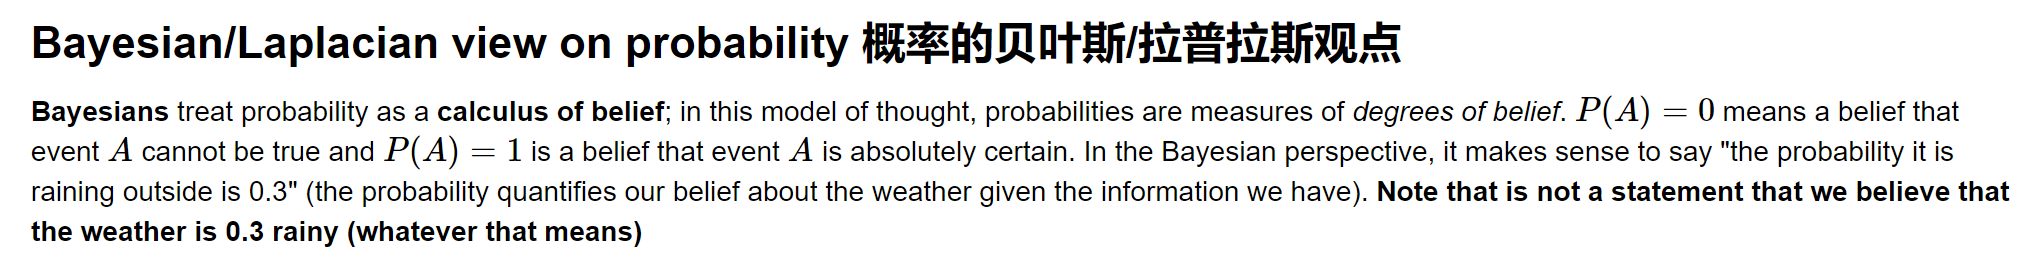 Bayesian/Laplacian view on probability 概率的贝叶斯/拉普拉斯观点
Bayesians treat probability as a calculus of belief; in this model of thought, probabilities are measures of degrees of belief. P(A) = 0 means a belief that
event A cannot be true and P(A) = 1 is a belief that event A is absolutely certain. In the Bayesian perspective, it makes sense to say "the probability it is
raining outside is 0.3" (the probability quantifies our belief about the weather given the information we have). Note that is not a statement that we believe that
the weather is 0.3 rainy (whatever that means)